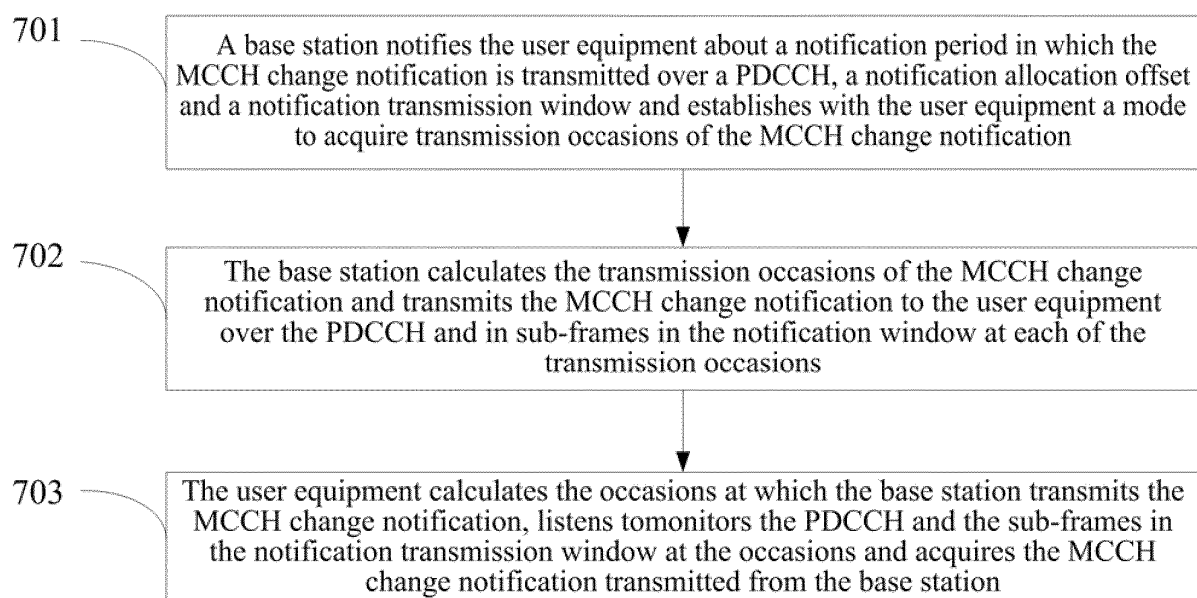 701
A base station notifies the user equipment about a notification period in which the
MCCH change notification is transmitted over a PDCCH, a notification allocation offset
and a notification transmission window and establishes with the user equipment a mode
to acquire transmission occasions of the MCCH change notification
702
The base station calculates the transmission occasions of the MCCH change
notification and transmits the MCCH change notification to the user equipment
over the PDCCH and in sub-frames in the notification window at each of the
transmission occasions
703
The user equipment calculates the occasions at which the base station transmits the
MCCH change notification, listens tomonitors the PDCCH and the sub-frames in
the notification transmission window at the occasions and acquires the MCCH
change notification transmitted from the base station